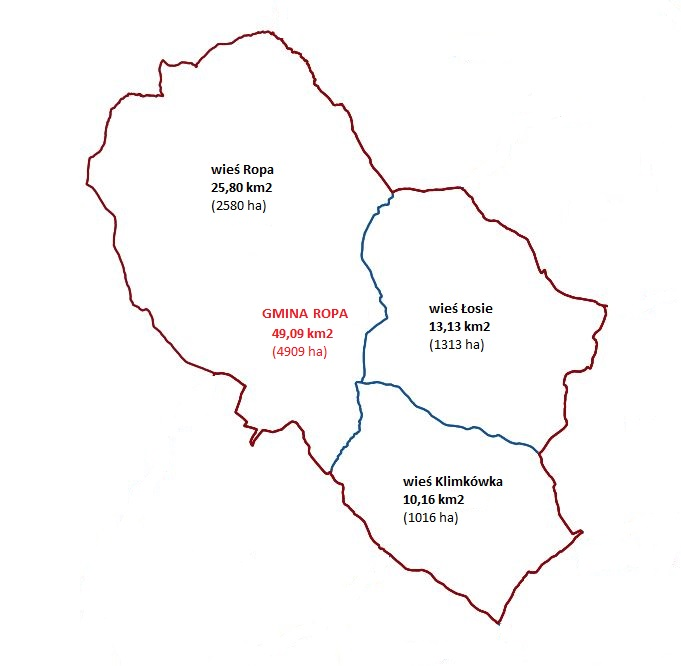 wieś Ropa
25,80 km2
(2580 ha)
GMINA ROPA
49,09 km2
(4909 ha)
wieś Łosie
13,13 km2
(1313 ha)
wieś Klimkówka
10,16 km2
(1016 ha)